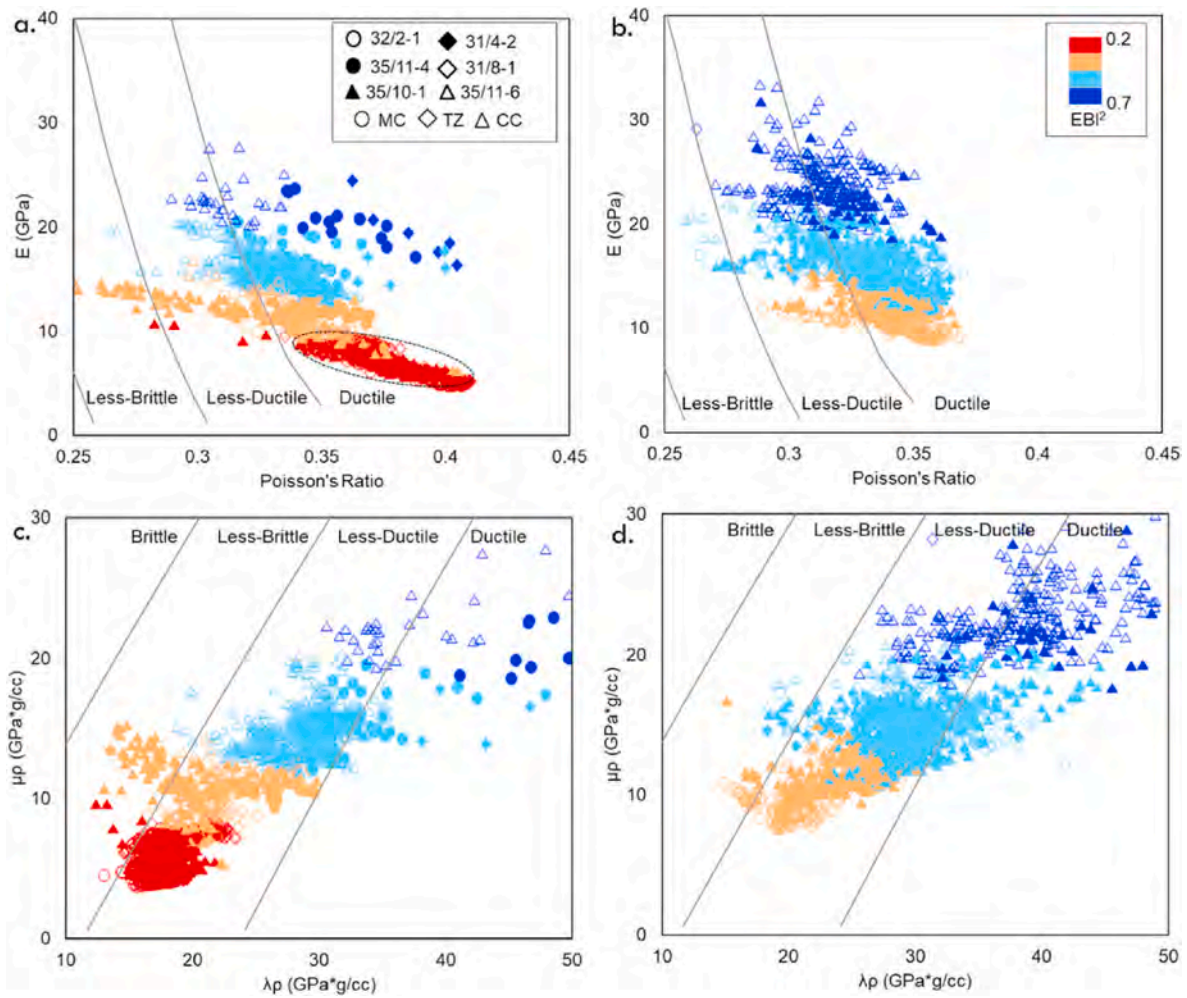 a.
40
30
20
10
0
E (GPa)
32/2-1 31/4-2
35/11-4 31/8-1
35/10-1 35/11-6
MC TZ CC
Less-Brittle Less-Ductile Ductile
0.25 0.3 0.35 0.4 0.45
Poisson's Ratio
b.
40
30
20
10
0
E (GPa)
0.2
0.7
EBI²
Less-Brittle Less-Ductile Ductile
0.25 0.3 0.35 0.4 0.45
Poisson's Ratio
c.
30
20
10
0
μρ (GPa*g/cc)
Brittle Less-Brittle Less-Ductile Ductile
10 20 30 40 50
λρ (GPa*g/cc)
d.
30
20
10
0
μρ (GPa*g/cc)
Brittle Less-Brittle Less-Ductile Ductile
10 20 30 40 50
λρ (GPa*g/cc)